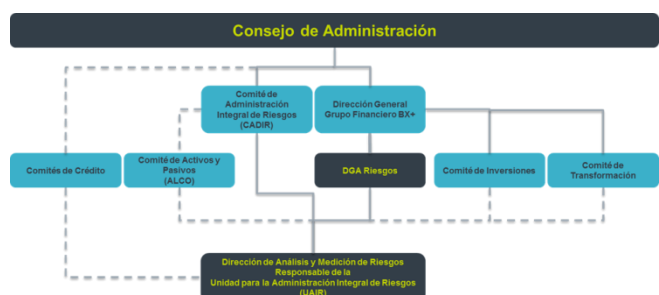 Consejo de Administración
Comité de
Administración
Integral de Riesgos
(CADIR)
Dirección General
Grupo Financiero BX+
Comités de Crédito
Comité de Activos y
Pasivos
(ALCO)
DGA Riesgos
Comité de Inversiones
Comité de
Transformación
Dirección de Análisis y Medición de Riesgos
Responsable de la
Unidad para la Administración Integral de Riesgos
(UAIR)